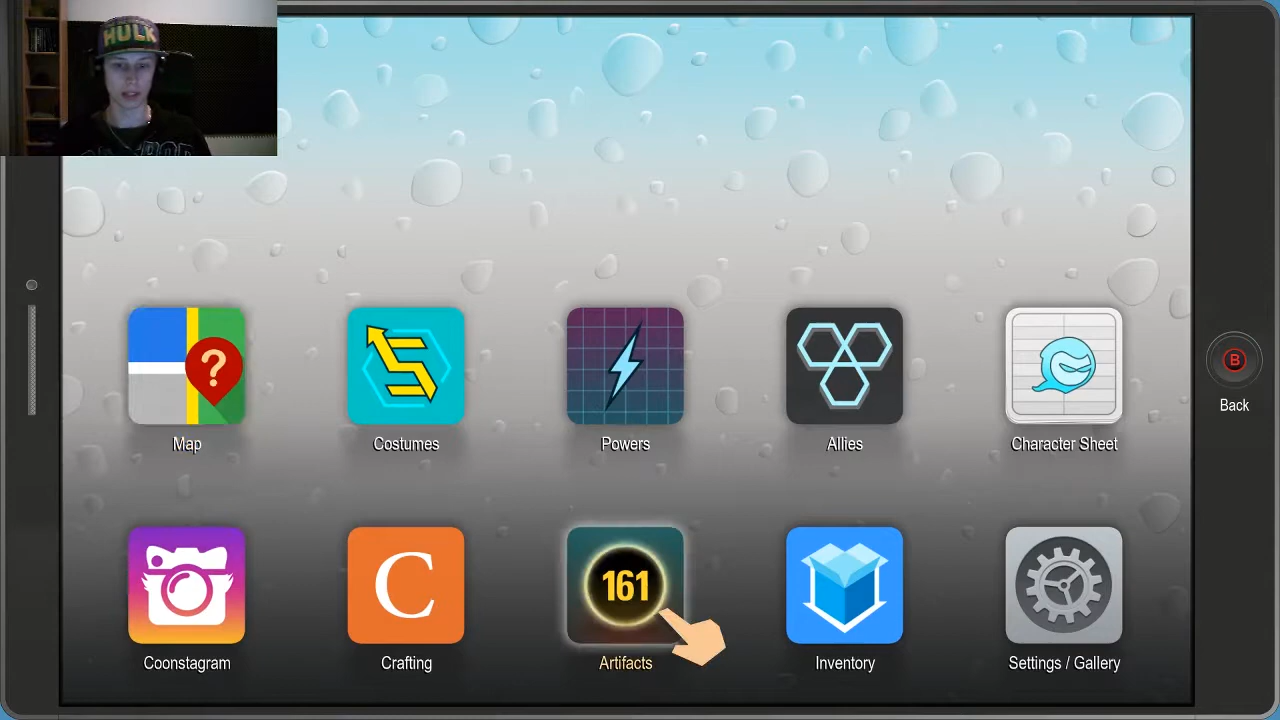 HULK
B
Back
?
Map
Costumes
Powers
Allies
Character Sheet
Coonstagram
C
Crafting
161
Artifacts
Inventory
Settings / Gallery